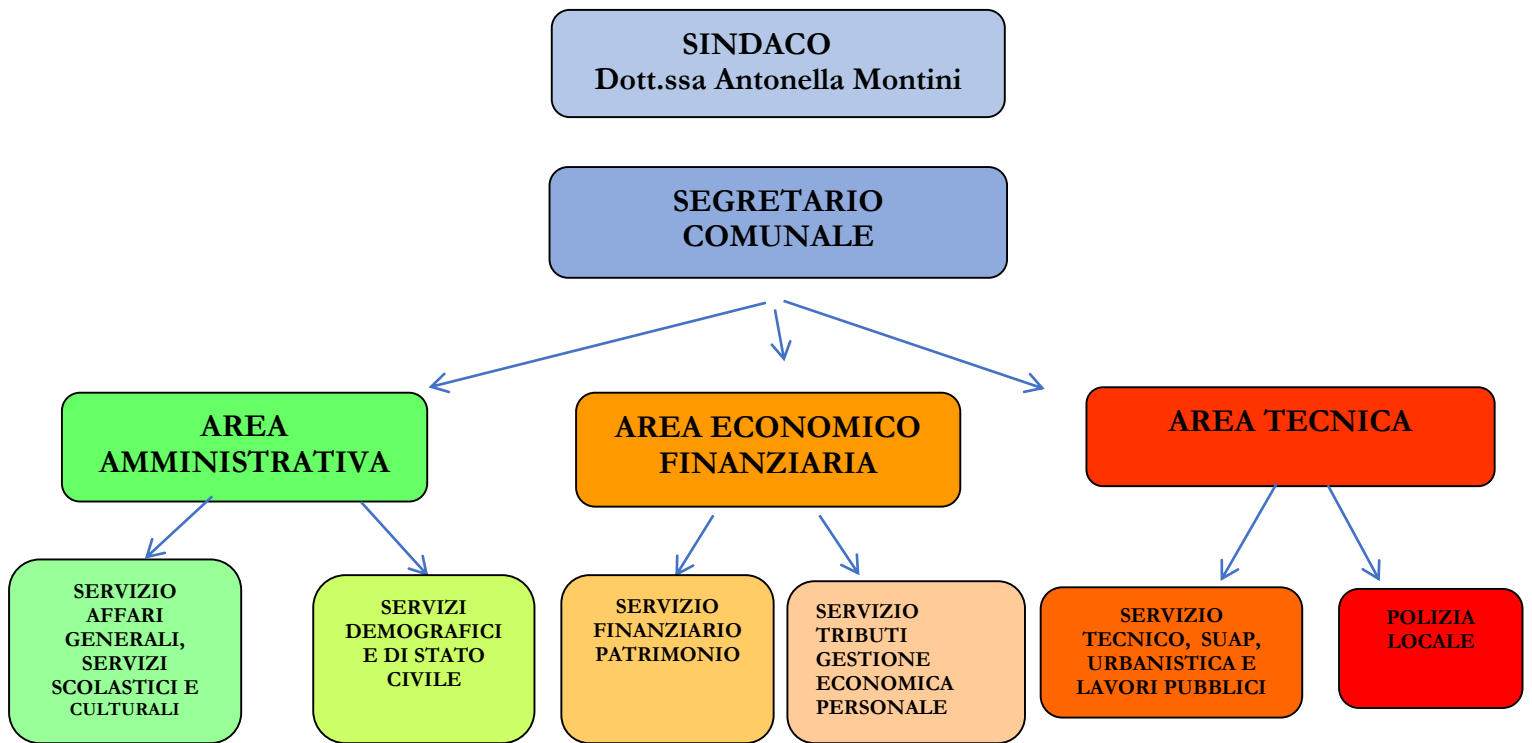 SINDACO
Dott.ssa Antonella Montini
SEGRETARIO
COMUNALE
AREA
AMMINISTRATIVA
AREA ECONOMICO
FINANZIARIA
AREA TECNICA
SERVIZIO
AFFARI
GENERALI,
SERVIZI
SCOLASTICI E
CULTURALI
SERVIZI
DEMOGRAFICI
E DI STATO
CIVILE
SERVIZIO
FINANZIARIO
PATRIMONIO
SERVIZIO
TRIBUTI
GESTIONE
ECONOMICA
PERSONALE
SERVIZIO
TECNICO, SUAP,
URBANISTICA E
LAVORI PUBBLICI
POLIZIA
LOCALE